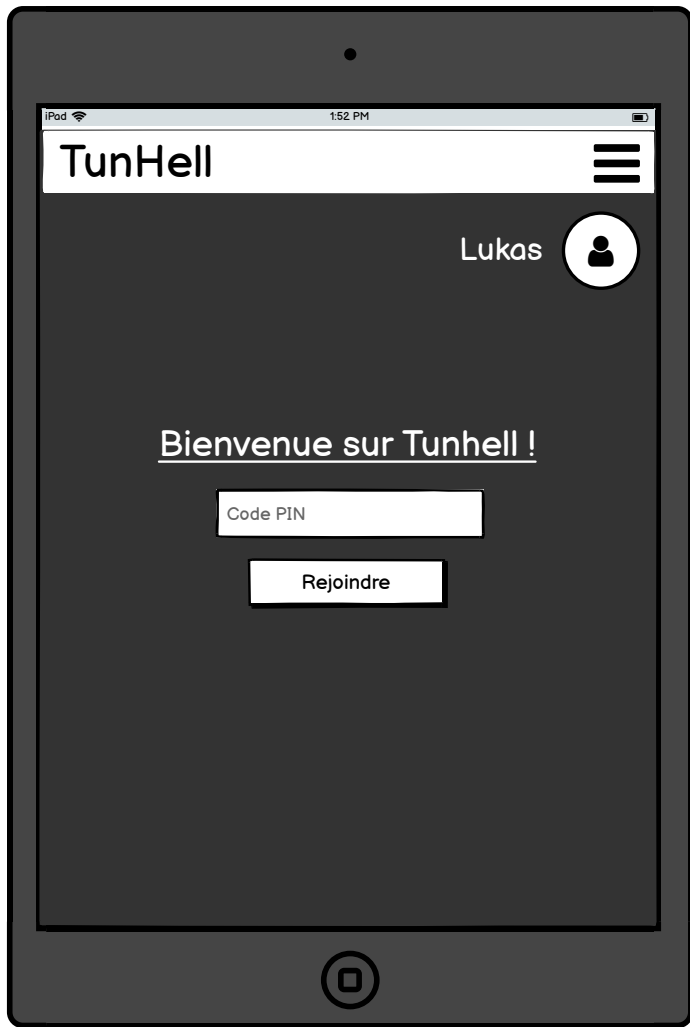 iPad 1:52 PM
TunHell
Lukas
Bienvenue sur Tunhell !
Code PIN
Rejoindre